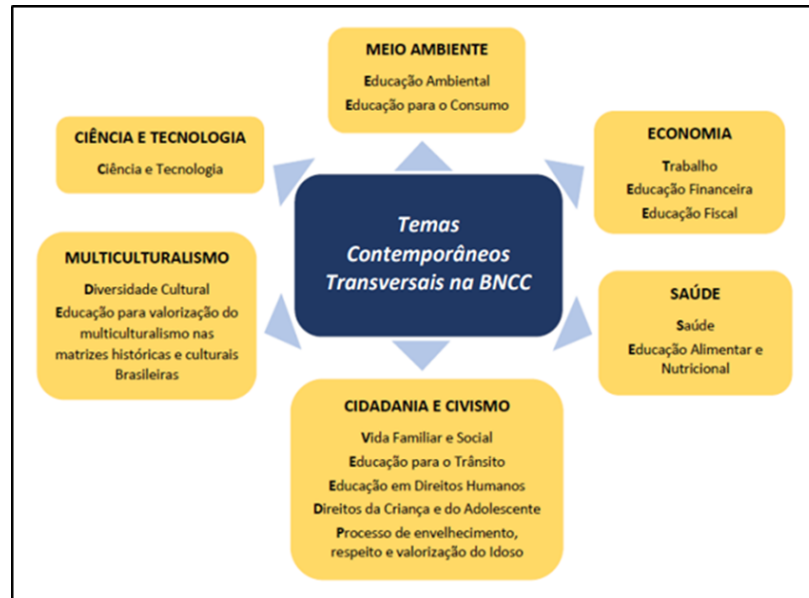 MEIO AMBIENTE
Educação Ambiental
Educação para o Consumo
CIÊNCIA E TECNOLOGIA
Ciência e Tecnologia
ECONOMIA
Trabalho
Educação Financeira
Educação Fiscal
Temas
Contemporâneos
Transversais na BNCC
MULTICULTURALISMO
Diversidade Cultural
Educação para valorização do
multiculturalismo nas
matrizes históricas e culturais
Brasileiras
SAÚDE
Saúde
Educação Alimentar e
Nutricional
CIDADANIA E CIVISMO
Vida Familiar e Social
Educação para o Trânsito
Educação em Direitos Humanos
Direitos da Criança e do Adolescente
Processo de envelhecimento,
respeito e valorização do Idoso